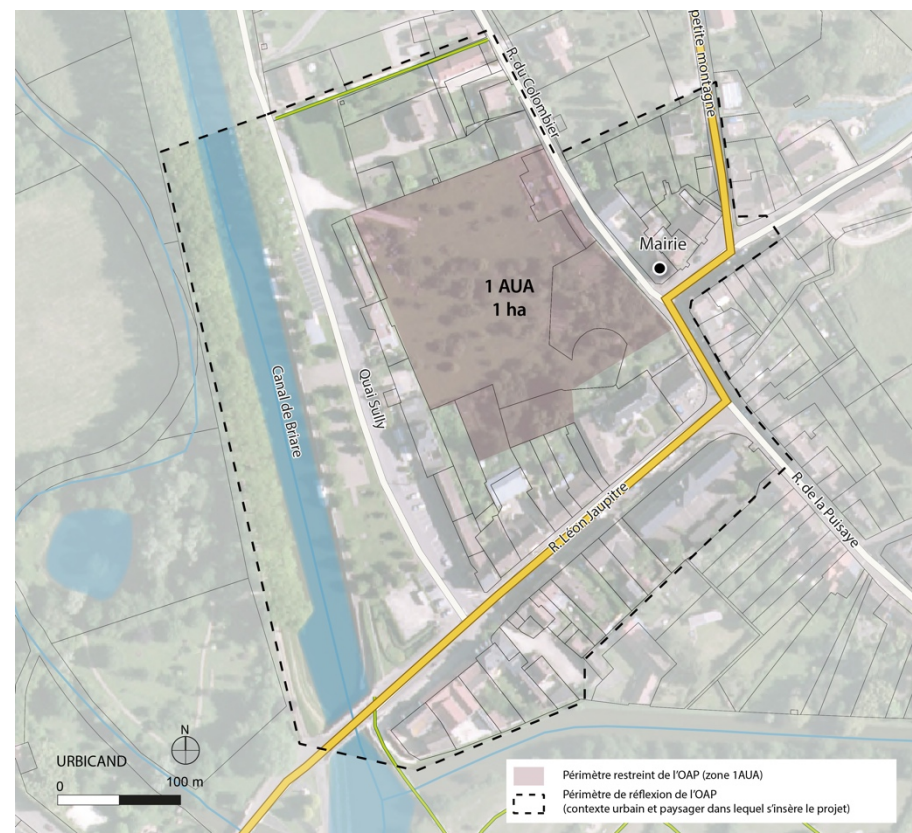 petite montagne
R. du Colombier
Mairie
1 AUA
1 ha
Quai Sully
Canal de Briare
R. Léon Jaupitre
R. de la Puisaye
N
URBICAND
0
100 m
Périmètre restreint de l'OAP (zone 1AUA)
Périmètre de réflexion de l'OAP
(contexte urbain et paysager dans lequel s'insère le projet)